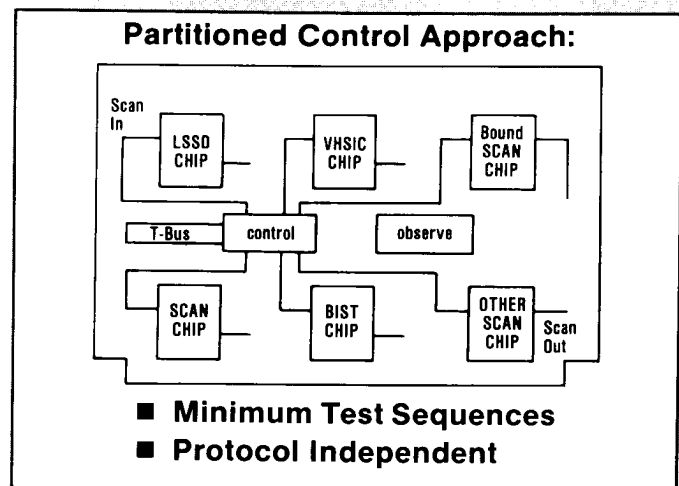 Partitioned Control Approach:
Scan
In
LSSD
CHIP
VHSIC
CHIP
Bound
SCAN
CHIP
T-Bus
control
observe
SCAN
CHIP
BIST
CHIP
OTHER
SCAN
CHIP
Scan
Out
■ Minimum Test Sequences
■ Protocol Independent